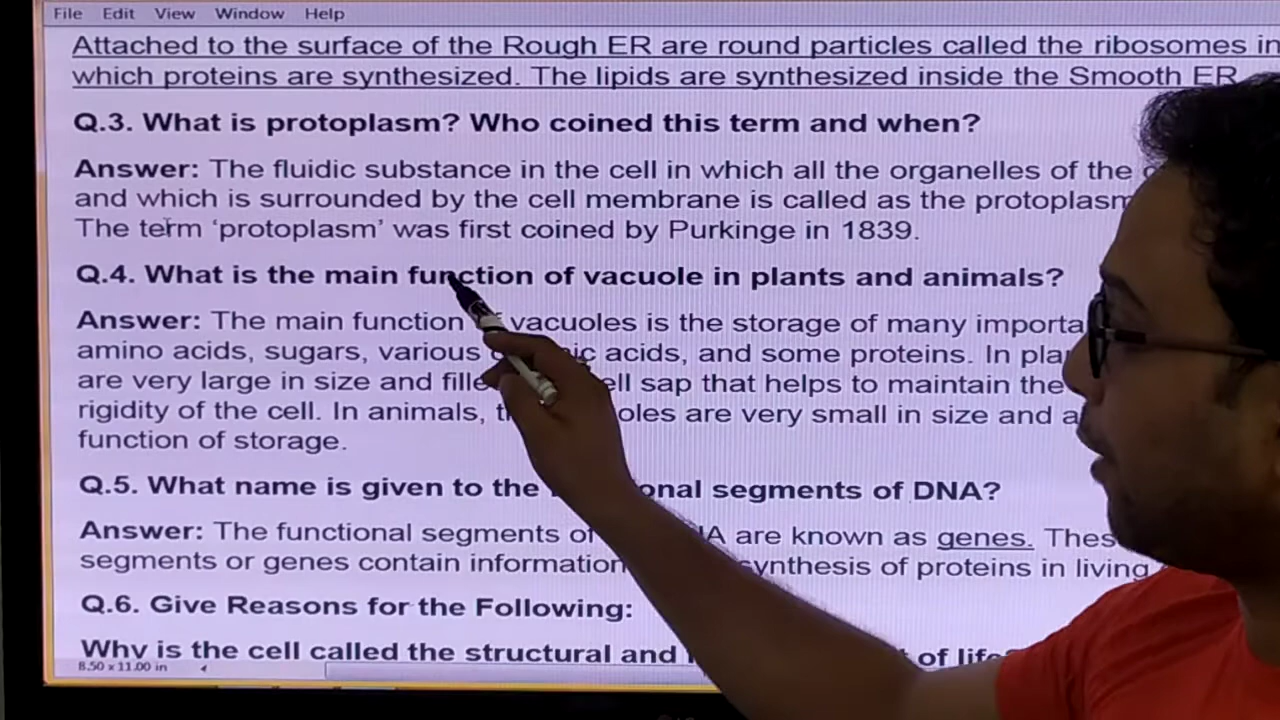 File Edit View Window Help
Attached to the surface of the Rough ER are round particles called the ribosomes in
which proteins are synthesized. The lipids are synthesized inside the Smooth ER
Q.3. What is protoplasm? Who coined this term and when?
Answer: The fluidic substance in the cell in which all the organelles of the
and which is surrounded by the cell membrane is called as the protoplasm
The term ‘protoplasm’ was first coined by Purkinge in 1839.
Q.4. What is the main function of vacuole in plants and animals?
Answer: The main function vacuoles is the storage of many
amino acids, sugars, various acids, and some proteins. In
are very large in size and sap that helps to maintain the
rigidity of the cell. In animals, are very small in size and
function of storage.
Q.5. What name is given to the segments of DNA?
Answer: The functional segments of are known as genes.
segments or genes contain information synthesis of proteins in living
Q.6. Give Reasons for the Following:
Why is the cell called the structural and of life?
8.50 x 11.00 in